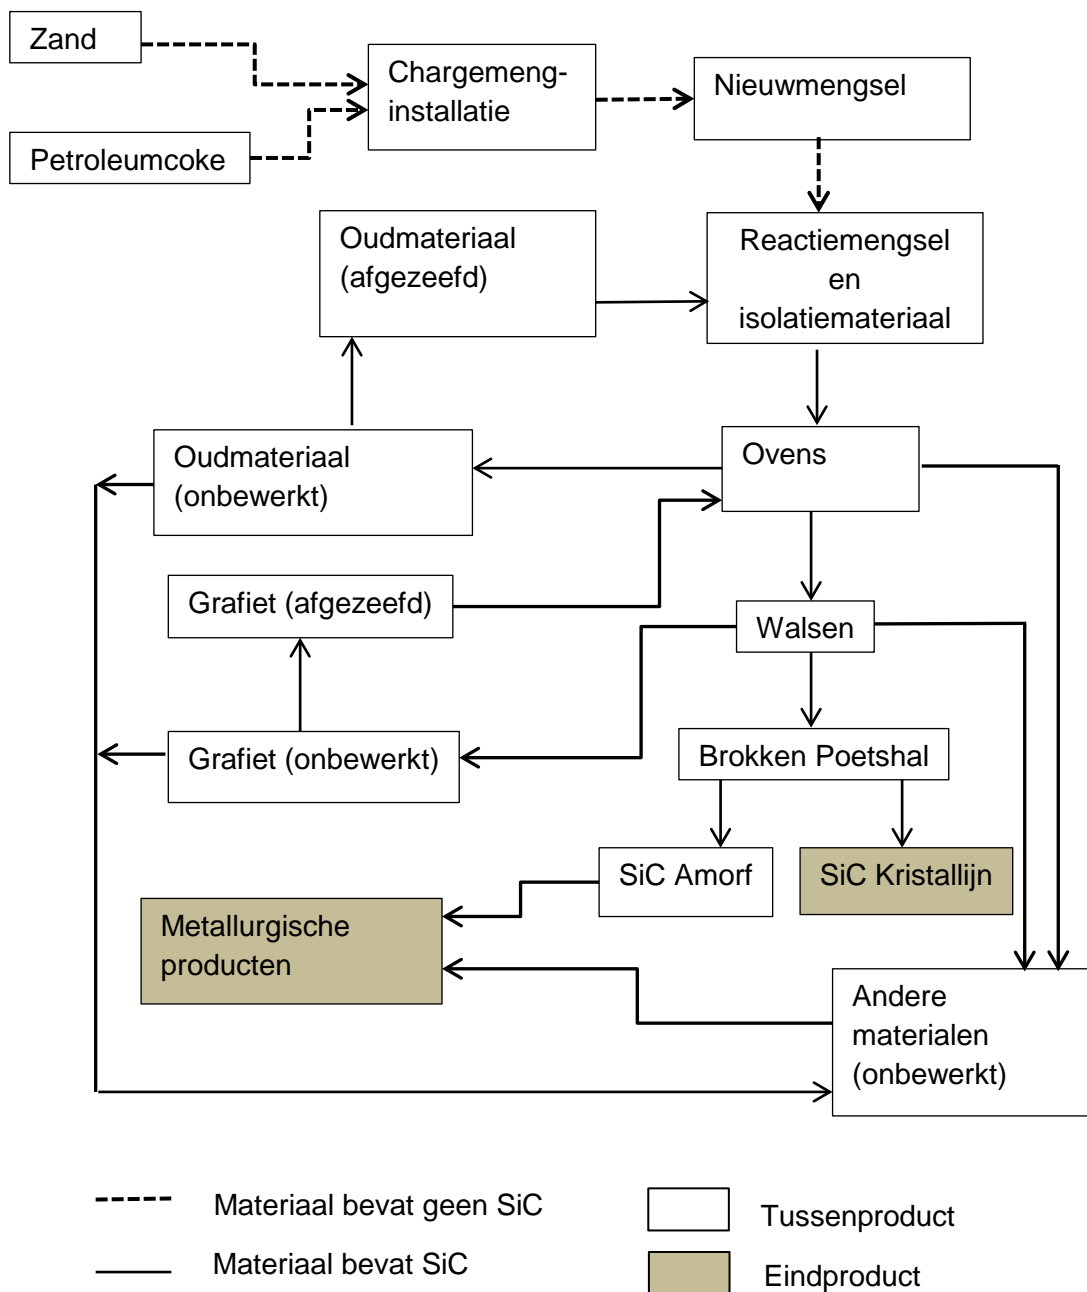 Zand
Chargemeng-
installatie
Nieuwmengsel
Petroleumcoke
Oudmateriaal
(afgezeefd)
Reactiemengsel
en
isolatiemateriaal
Oudmateriaal
(onbewerkt)
Ovens
Grafiet (afgezeefd)
Walsen
Grafiet (onbewerkt)
Brokken Poetshal
SiC Amorf
SiC Kristallijn
Metallurgische
producten
Andere
materialen
(onbewerkt)
Materiaal bevat geen SiC
Tussenproduct
Materiaal bevat SiC
Eindproduct